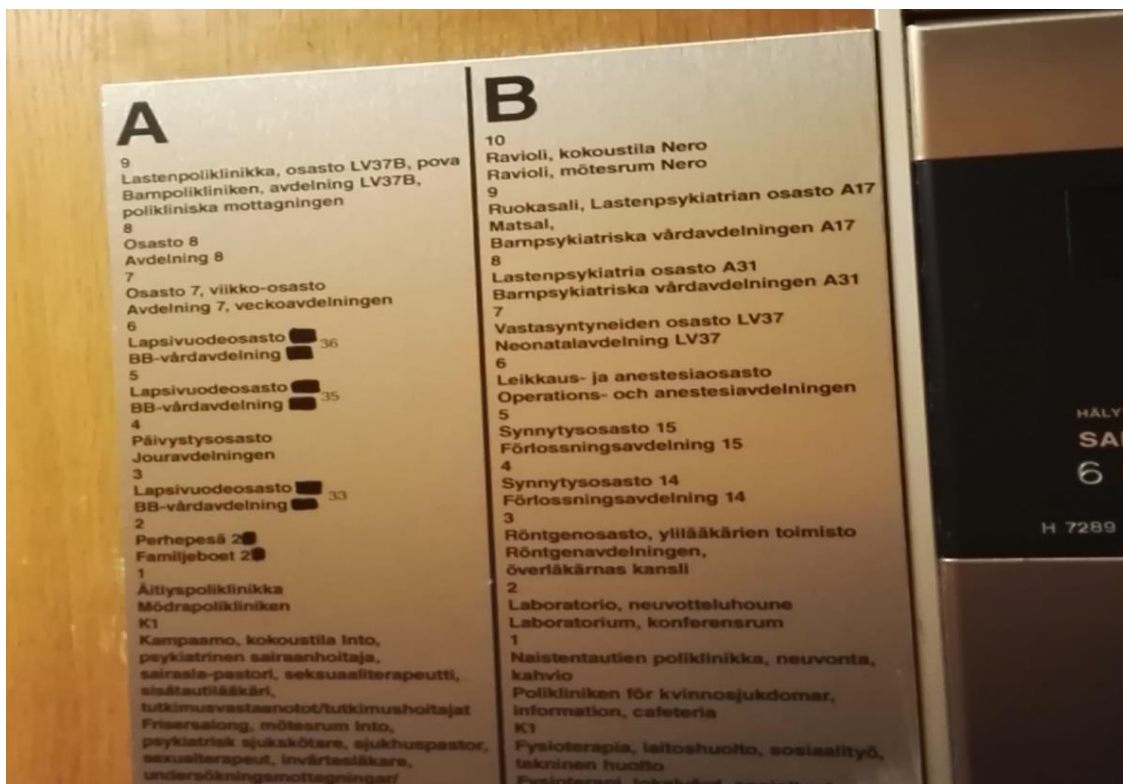 A
9
Lastenpoliklinikka, osasto LV37B, pova
Barnpolikliniken, avdelning LV37B,
polikliniska mottagningen
8
Osasto 8
Avdelning 8
7
Osasto 7, viikko-osasto
Avdelning 7, veckoavdelningen
6
Lapsivuodeosasto
36
BB-vårdavdelning
5
Lapsivuodeosasto
35
BB-vårdavdelning
4
Päivystysosasto
Jouravdelningen
3
Lapsivuodeosasto
33
BB-vårdavdelning
2
Perhepesä 2
Familjeboet 2
1
Äitiyspoliklinikka
Mödrapolikliniken
K1
Kampaamo, kokoustila Into,
psykiatrinen sairaanhoitaja,
sairaala-pastori, seksuaaliterapeutti,
sisätautilääkäri,
tutkimusvastaanotot/tutkimushoitajat
Frisersalong, mötesrum Into,
psykiatrisk sjukskötare, sjukhuspastor,
sexualterapeut, invärtesläkare,
undersökningsmottagningar/
B
10
Ravioli, kokoustila Nero
Ravioli, mötesrum Nero
9
Ruokasali, Lastenpsykiatrian osasto A17
Matsal,
Barnpsykiatriska vårdavdelningen A17
8
Lastenpsykiatria osasto A31
Barnpsykiatriska vårdavdelningen A31
7
Vastasyntyneiden osasto LV37
Neonatalavdelning LV37
6
Leikkaus- ja anestesiaosasto
Operations- och anestesiavdelningen
5
Synnytysosasto 15
Förlossningsavdelning 15
4
Synnytysosasto 14
Förlossningsavdelning 14
3
Röntgenosasto, ylilääkärien toimisto
Röntgenavdelningen,
överläkärnas kansli
2
Laboratorio, neuvotteluhoune
Laboratorium, konferensrum
1
Naistentautien poliklinikka, neuvonta,
kahvio
Polikliniken för kvinnosjukdomar,
information, cafeteria
K1
Fysioterapia, laitoshuolto, sosiaalityö,
tekninen huolto
HÄLY
SA
6
H 7289